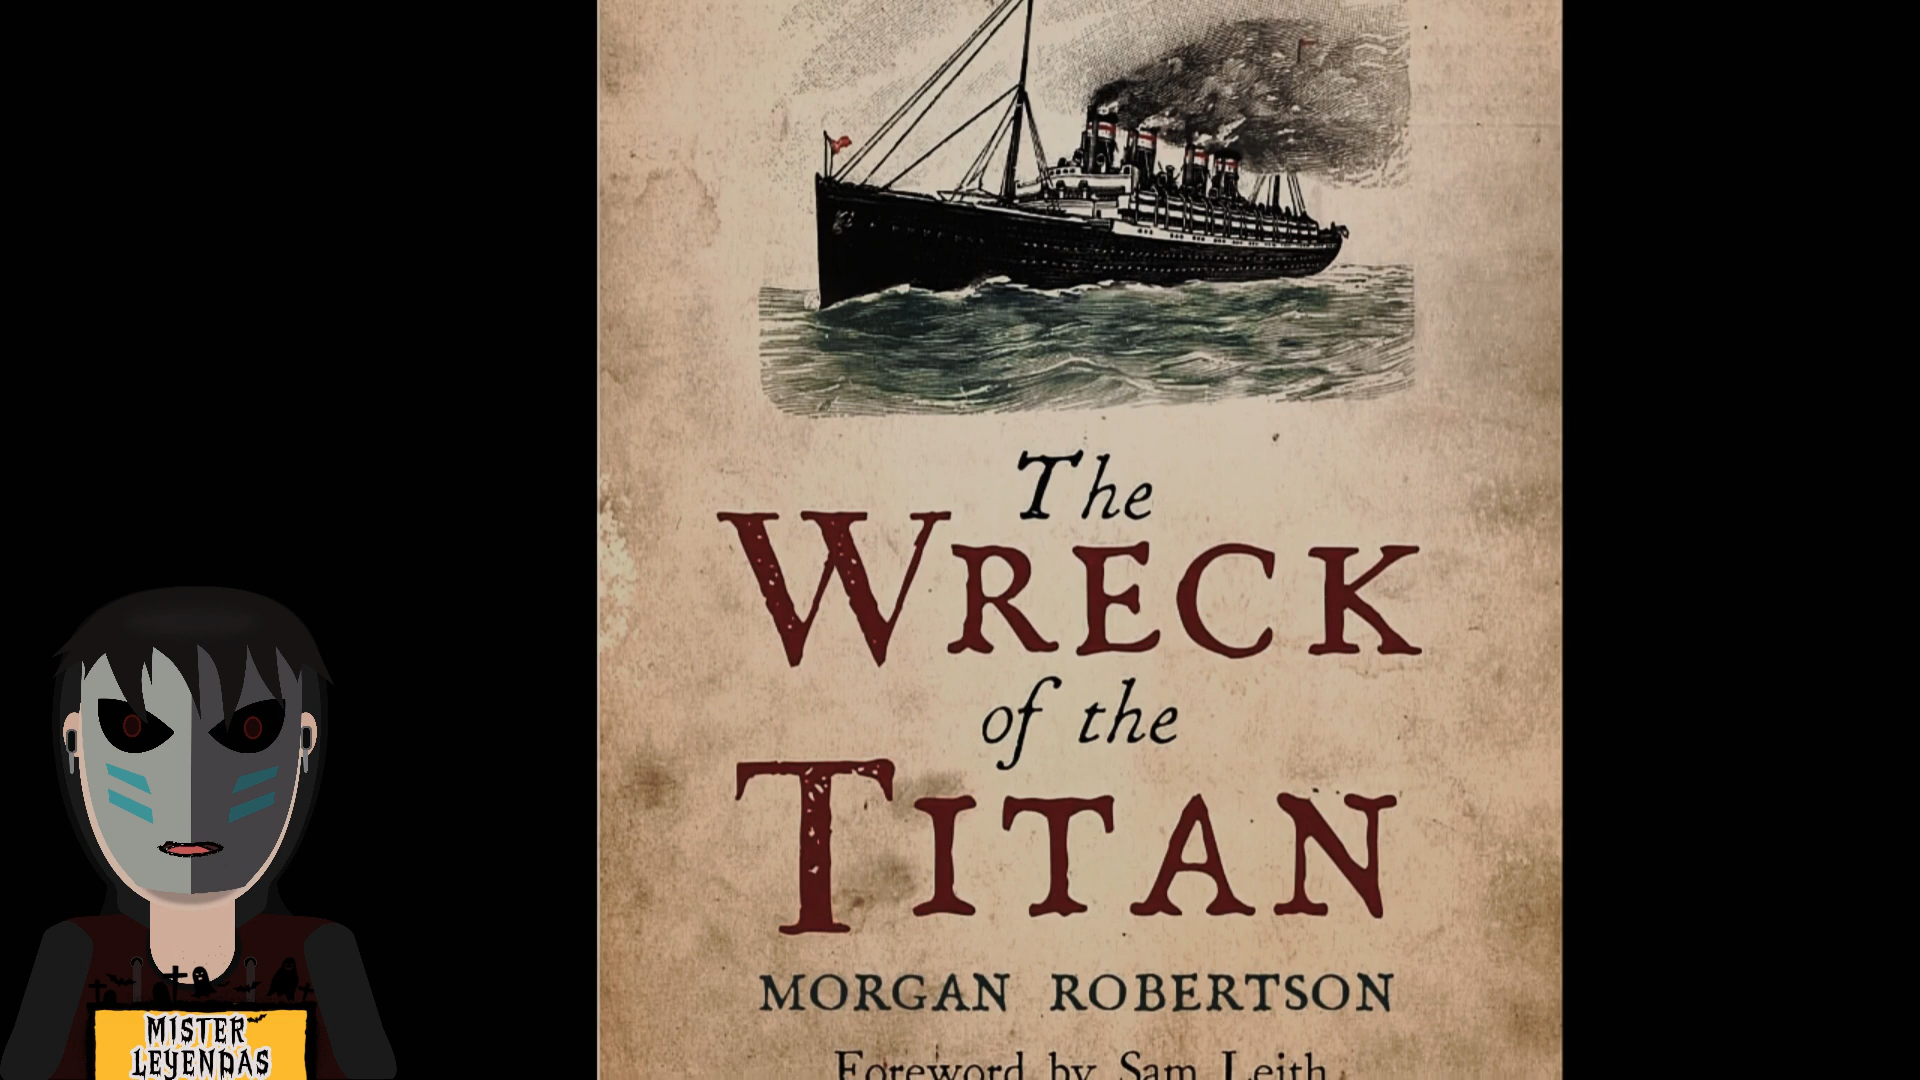 The
WRECK
of the
TITAN
MORGAN ROBERTSON
Foreword by Sam Leith
MISTER
LEYENDAS